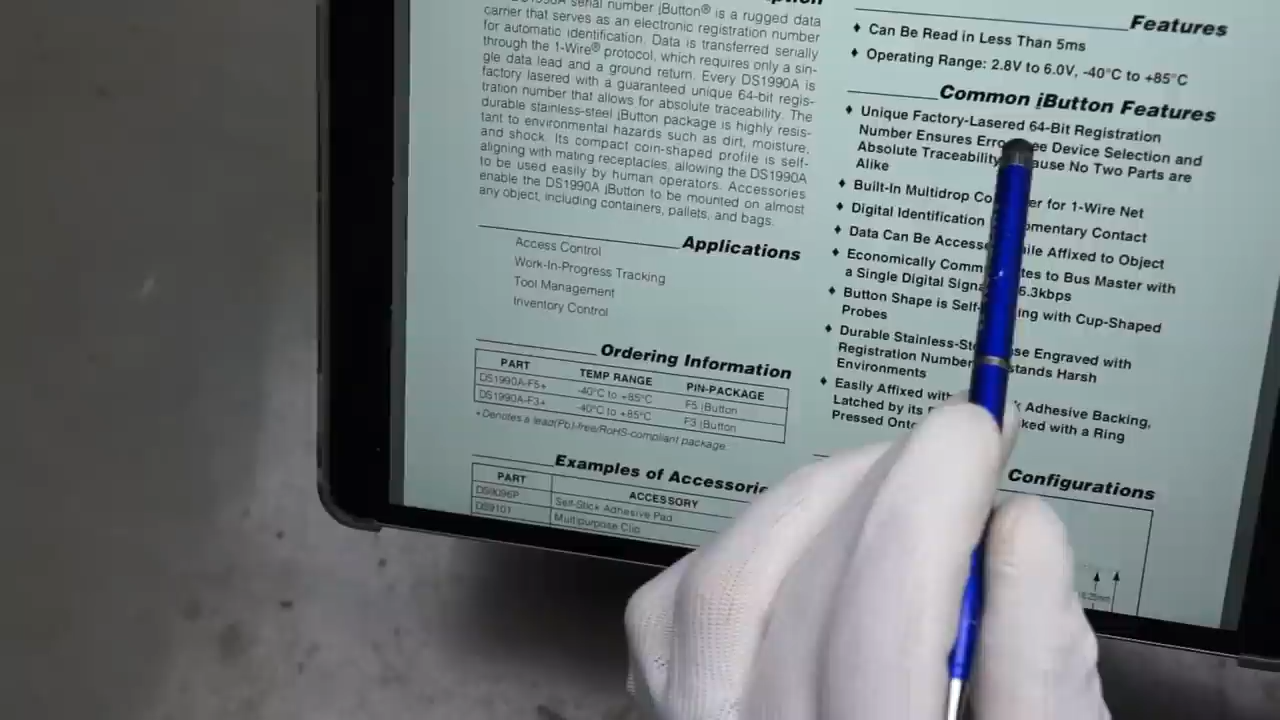 DS1990A serial number iButton® is a rugged data
carrier that serves as an electronic registration number
for automatic identification. Data is transferred serially
through the 1-Wire® protocol, which requires only a sin-
gle data lead and a ground return. Every DS1990A is
factory lasered with a guaranteed unique 64-bit regis-
tration number that allows for absolute traceability. The
durable stainless-steel iButton package is highly resis-
tant to environmental hazards such as dirt, moisture,
and shock. Its compact coin-shaped profile is self-
aligning with mating receptacles, allowing the DS1990A
to be used easily by human operators. Accessories
enable the DS1990A iButton to be mounted on almost
any object, including containers, pallets, and bags.
Applications
Access Control
Work-In-Progress Tracking
Tool Management
Inventory Control
Ordering Information
PART TEMP RANGE PIN-PACKAGE
DS1990A-F5+ -40°C to +85°C F5 iButton
DS1990A-F3+ -40°C to +85°C F3 iButton
+Denotes a lead(Pb)-free/RoHS-compliant package.
Examples of Accessorie
PART ACCESSORY
DS9096P Self-Stick Adhesive Pad
DS9101 Multipurpose Clip
Features
♦ Can Be Read in Less Than 5ms
♦ Operating Range: 2.8V to 6.0V, -40°C to +85°C
Common iButton Features
♦ Unique Factory-Lasered 64-Bit Registration
Number Ensures Erro ee Device Selection and
Absolute Traceability ause No Two Parts are
Alike
♦ Built-In Multidrop Co er for 1-Wire Net
♦ Digital Identification omentary Contact
♦ Data Can Be Access ile Affixed to Object
♦ Economically Comm tes to Bus Master with
a Single Digital Signa 6.3kbps
♦ Button Shape is Self- ing with Cup-Shaped
Probes
♦ Durable Stainless-St se Engraved with
Registration Number stands Harsh
Environments
♦ Easily Affixed with k Adhesive Backing,
Latched by its ked with a Ring
Pressed Onto
Configurations